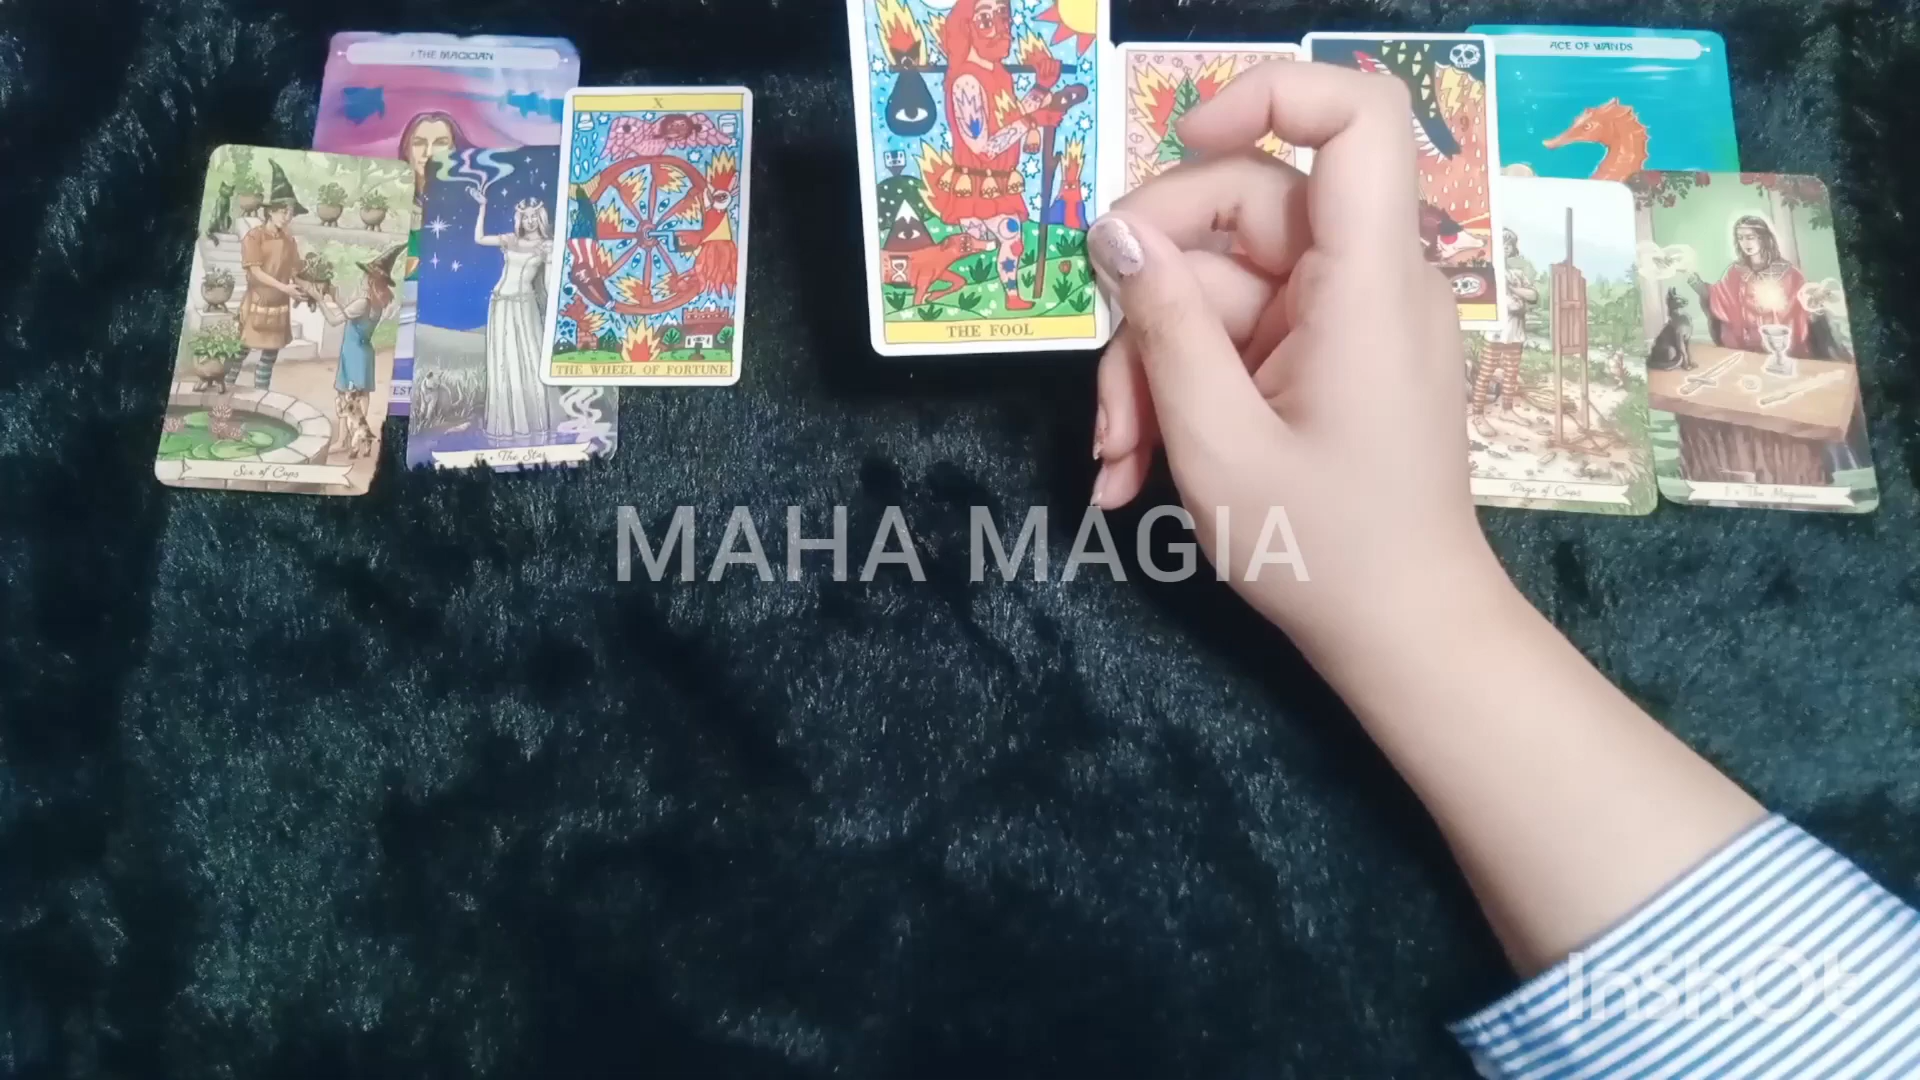 I THE MAGICIAN
ACE OF WANDS
X
THE FOOL
THE WHEEL OF FORTUNE
Six of Cups
The Star
Page of Cups
I • The Magician
MAHA MAGIA
InShOt